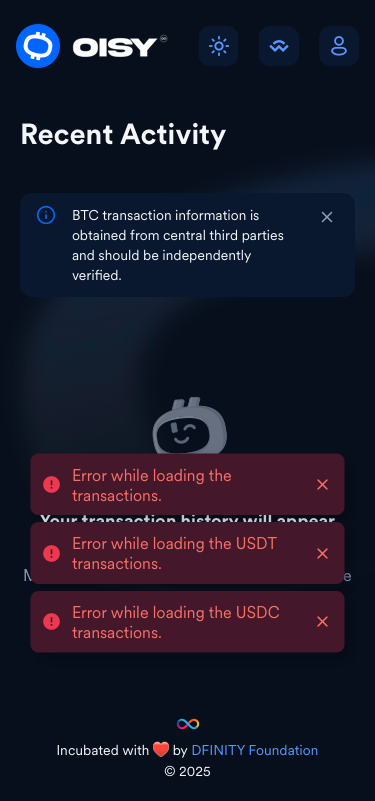 OISY
Recent Activity
BTC transaction information is
obtained from central third parties
and should be independently
verified.
Error while loading the
transactions.
Your transaction history will appear
Error while loading the USDT
transactions.
Error while loading the USDC
transactions.
Incubated with ❤️ by DFINITY Foundation
© 2025